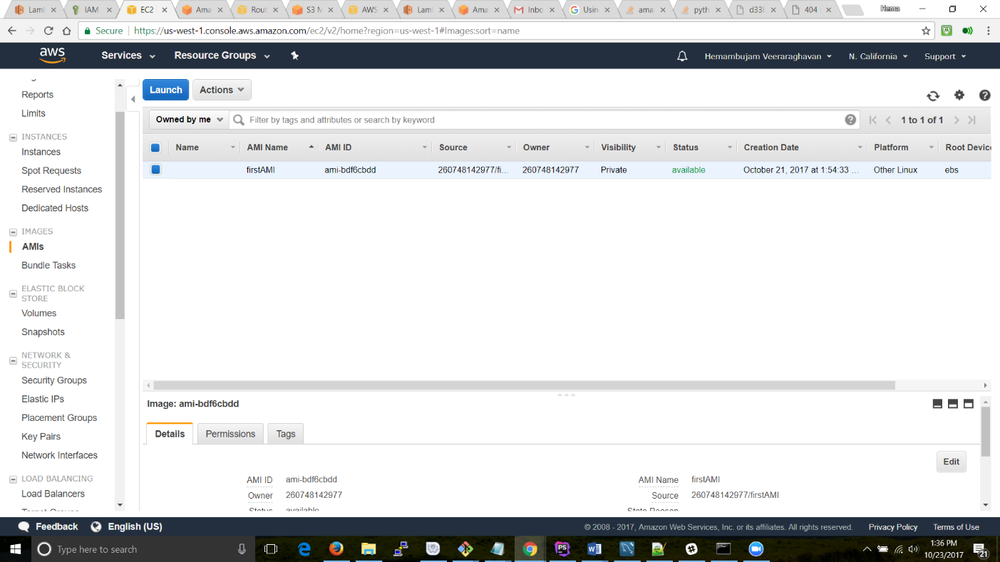 Laml IAM EC2 Ama Rout S3 M AWS Laml Ama Inbo Usin ama: pyth d33l 404 Hema
Secure https://us-west-1.console.aws.amazon.com/ec2/v2/home?region=us-west-1#Images:sort=name
aws Services Resource Groups Hemambujam Veeraraghavan N. California Support
Reports
Limits
INSTANCES
Instances
Spot Requests
Reserved Instances
Dedicated Hosts
IMAGES
AMIs
Bundle Tasks
ELASTIC BLOCK
STORE
Volumes
Snapshots
NETWORK &
SECURITY
Security Groups
Elastic IPs
Placement Groups
Key Pairs
Network Interfaces
LOAD BALANCING
Load Balancers
Target Groups
Launch Actions
Owned by me Filter by tags and attributes or search by keyword 1 to 1 of 1
Name AMI Name AMI ID Source Owner Visibility Status Creation Date Platform Root Device
firstAMI ami-bdf6cbdd 260748142977/fi... 260748142977 Private available October 21, 2017 at 1:54:33 ... Other Linux ebs
Image: ami-bdf6cbdd
Details Permissions Tags
Edit
AMI ID ami-bdf6cbdd AMI Name firstAMI
Owner 260748142977 Source 260748142977/firstAMI
Status available State Reason
Feedback English (US) © 2008 - 2017, Amazon Web Services, Inc. or its affiliates. All rights reserved. Privacy Policy Terms of Use
Type here to search
1:36 PM
10/23/2017
21